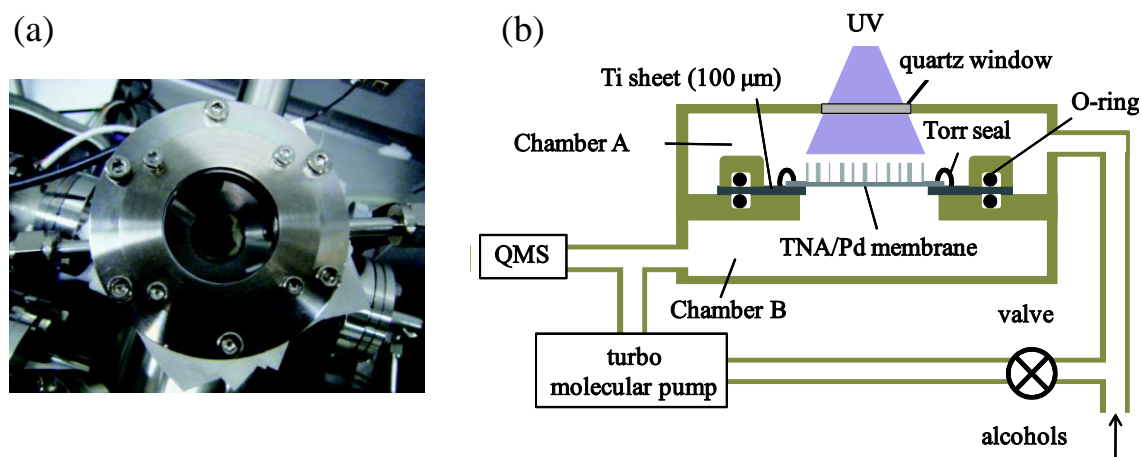 (a)
(b)
UV
quartz window
Ti sheet (100 μm)
O-ring
Chamber A
Torr seal
TNA/Pd membrane
QMS
Chamber B
valve
turbo
molecular pump
alcohols